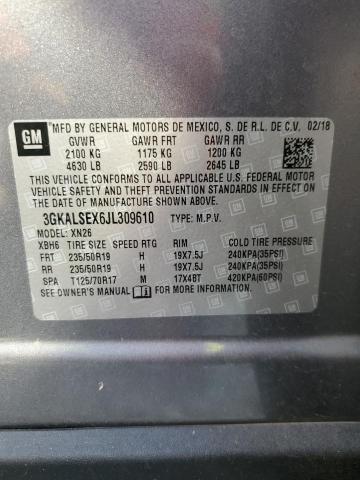 GM MFD BY GENERAL MOTORS DE MEXICO, S. DE R.L. DE C.V. 02/18
GVWR GAWR FRT GAWR RR
2100 KG 1175 KG 1200 KG
4630 LB 2590 LB 2645 LB
THIS VEHICLE CONFORMS TO ALL APPLICABLE U.S. FEDERAL MOTOR VEHICLE SAFETY, BUMPER, AND THEFT PREVENTION STANDARDS IN EFFECT ON THE DATE OF MANUFACTURE SHOWN ABOVE.
3GKALSEX6JL309610 TYPE: M.P.V.
MODEL: XN26
XBH6 TIRE SIZE SPEED RIM COLD TIRE PRESSURE
FRT 235/50R19 H 19X7.5J 240KPA(35PSI)
RR 235/50R19 H 19X7.5J 240KPA(35PSI)
SPA T125/70R17 M 17X4BT 420KPA(60PSI)
SEE OWNER'S MANUAL FOR MORE INFORMATION